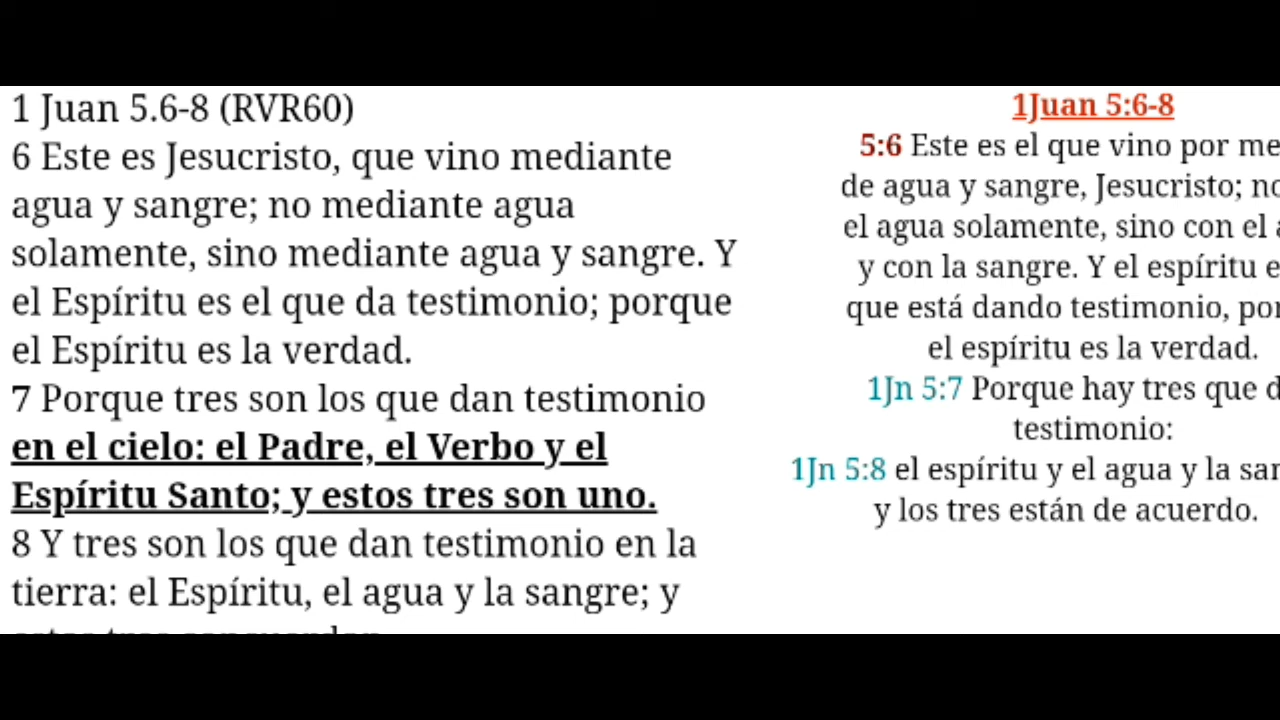 1 Juan 5.6-8 (RVR60)
6 Este es Jesucristo, que vino mediante
agua y sangre; no mediante agua
solamente, sino mediante agua y sangre. Y
el Espíritu es el que da testimonio; porque
el Espíritu es la verdad.
7 Porque tres son los que dan testimonio
en el cielo: el Padre, el Verbo y el
Espíritu Santo; y estos tres son uno.
8 Y tres son los que dan testimonio en la
tierra: el Espíritu, el agua y la sangre; y
1Juan 5:6-8
5:6 Este es el que vino por me
de agua y sangre, Jesucristo; no
el agua solamente, sino con el a
y con la sangre. Y el espíritu e
que está dando testimonio, por
el espíritu es la verdad.
1Jn 5:7 Porque hay tres que d
testimonio:
1Jn 5:8 el espíritu y el agua y la san
y los tres están de acuerdo.